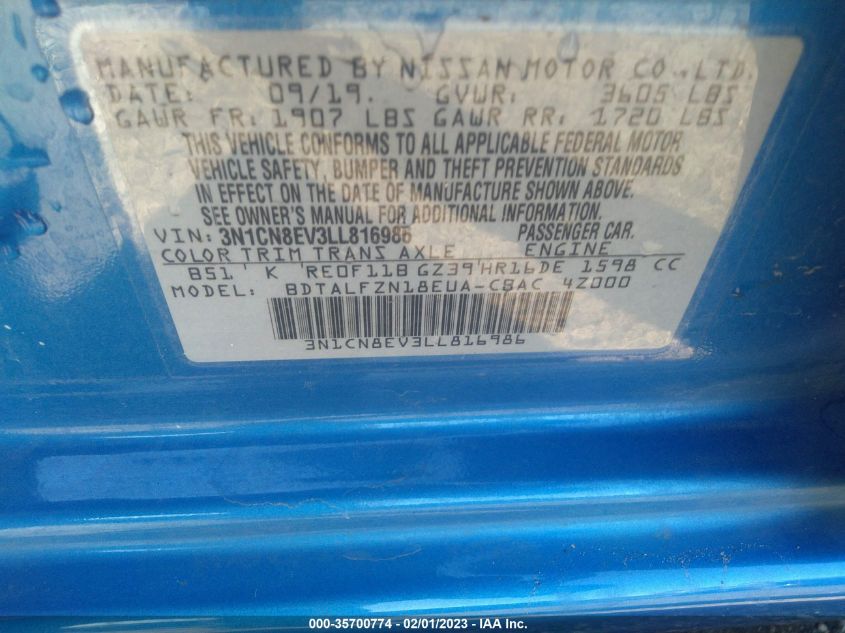 MANUFACTURED BY NISSAN MOTOR CO.,LTD.
DATE: 09/19. GVWR: 3605 LBS
GAWR FR: 1907 LBS GAWR RR: 1720 LBS
THIS VEHICLE CONFORMS TO ALL APPLICABLE FEDERAL MOTOR
VEHICLE SAFETY, BUMPER AND THEFT PREVENTION STANDARDS
IN EFFECT ON THE DATE OF MANUFACTURE SHOWN ABOVE.
SEE OWNER'S MANUAL FOR ADDITIONAL INFORMATION.
VIN: 3N1CN8EV3LL816986 PASSENGER CAR.
COLOR TRIM TRANS AXLE ENGINE
B51 K RE0F11B GZ39 HR16DE 1598 CC
MODEL: BDTALFZN18EUA-CBAC 4Z000
3N1CN8EV3LL816986
000-35700774 - 02/01/2023 - IAA Inc.